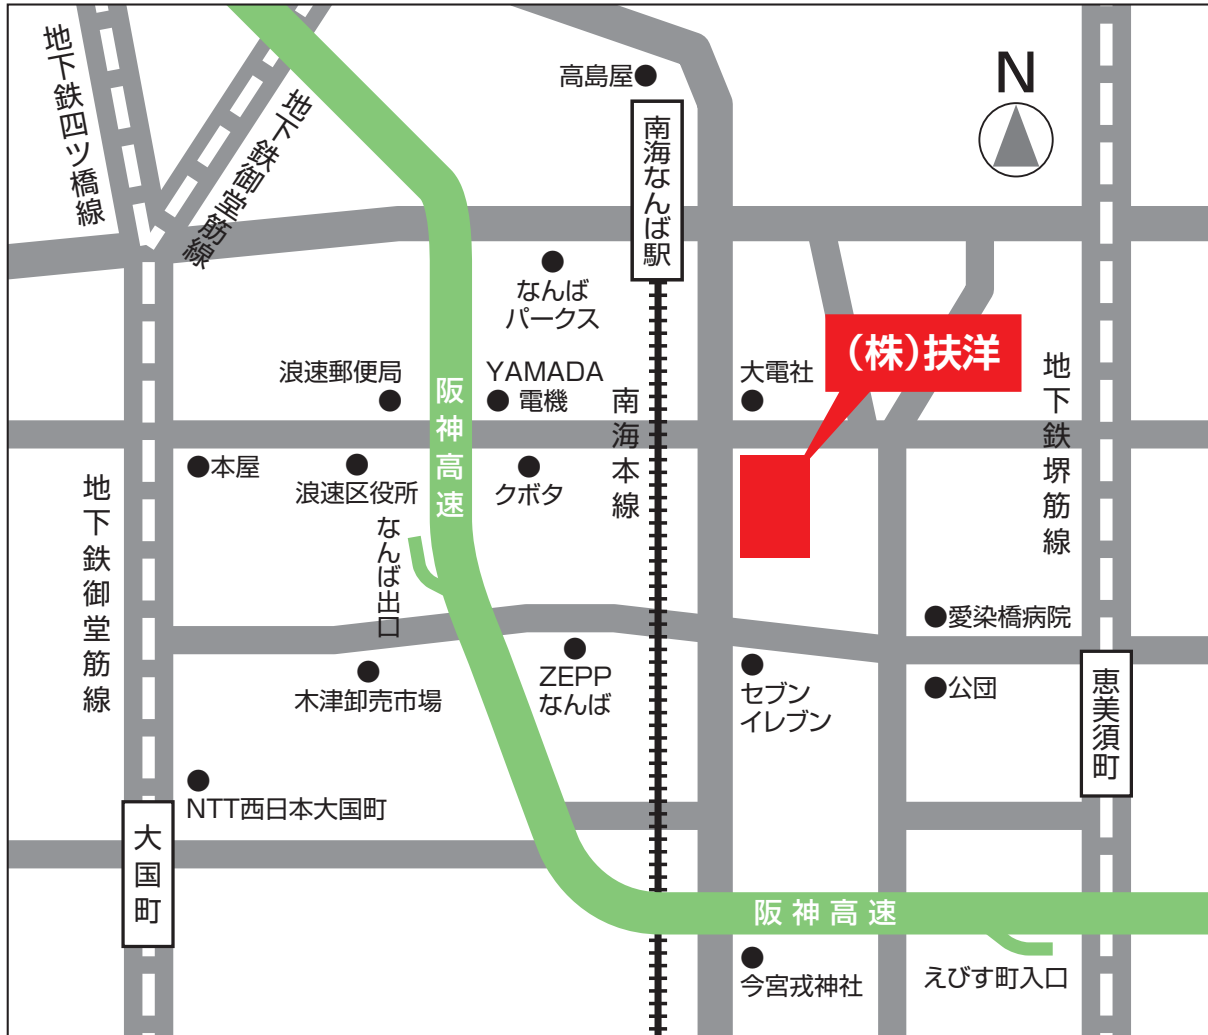 地下鉄四ツ橋線
地下鉄御堂筋線
高島屋
N
南海なんば駅
なんば
パークス
(株)扶洋
浪速郵便局
YAMADA
電機
大電社
阪神高速
南海本線
地下鉄堺筋線
本屋
浪速区役所
クボタ
地下鉄御堂筋線
なんば出口
愛染橋病院
木津卸売市場
ZEPP
なんば
セブン
イレブン
公団
恵美須町
NTT西日本大国町
大国町
阪神高速
今宮戎神社
えびす町入口